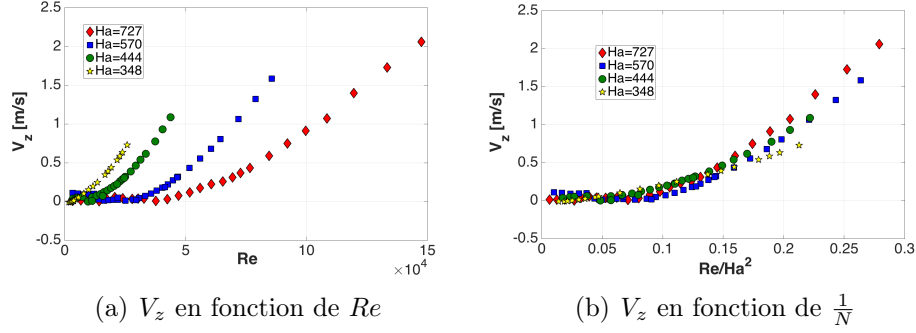 2.5
2
1.5
1
0.5
0
-0.5
V_z [m/s]
Ha=727
Ha=570
Ha=444
Ha=348
0
5
10
15
Re
×10^4
(a) V_z en fonction de Re
2.5
2
1.5
1
0.5
0
-0.5
V_z [m/s]
Ha=727
Ha=570
Ha=444
Ha=348
0
0.05
0.1
0.15
0.2
0.25
0.3
Re/Ha^2
(b) V_z en fonction de 1/N